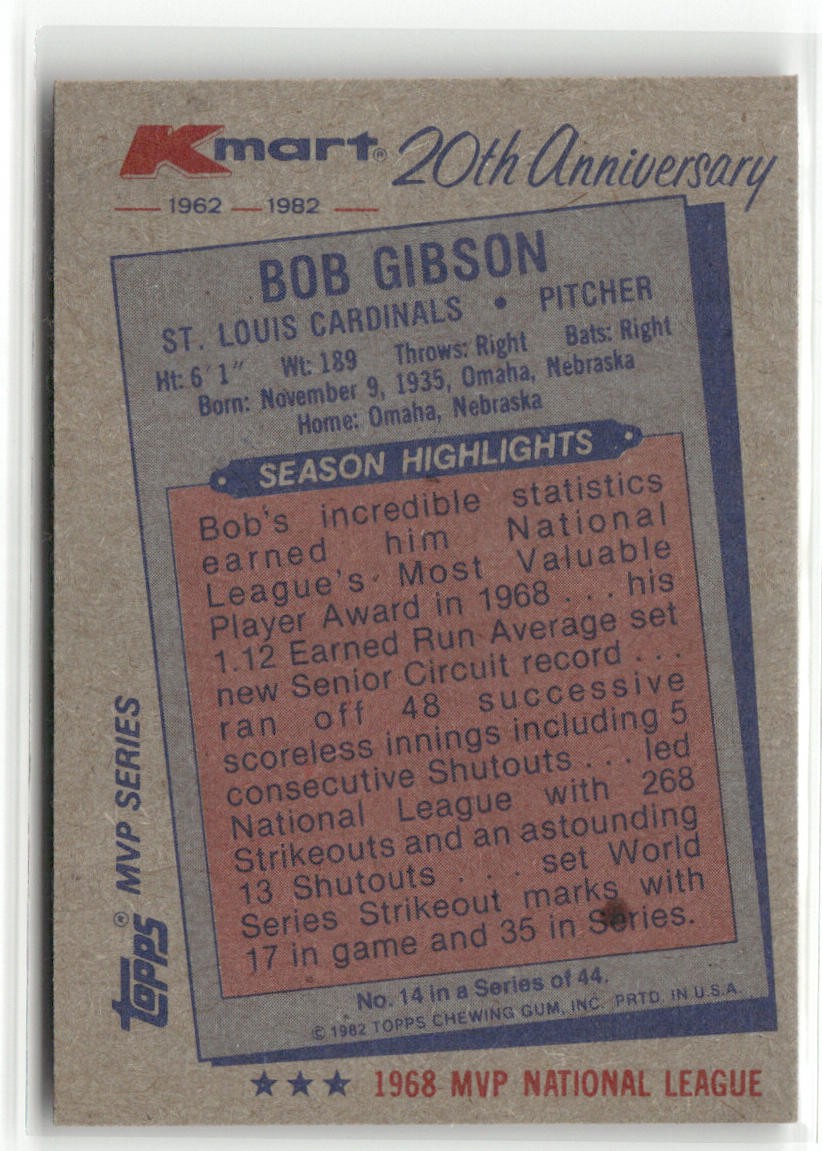 Kmart® 20th Anniversary
1962 1982
BOB GIBSON
ST. LOUIS CARDINALS • PITCHER
Ht: 6'1" Wt: 189 Throws: Right Bats: Right
Born: November 9, 1935, Omaha, Nebraska
Home: Omaha, Nebraska
SEASON HIGHLIGHTS
Bob's incredible statistics
earned him National
League's Most Valuable
Player Award in 1968 . . . his
1.12 Earned Run Average set
new Senior Circuit record . . .
ran off 48 successive
scoreless innings including 5
consecutive Shutouts . . . led
National League with 268
Strikeouts and an astounding
13 Shutouts . . . set World
Series Strikeout marks with
17 in game and 35 in Series.
No. 14 in a Series of 44.
© 1982 TOPPS CHEWING GUM, INC. PRTD. IN U.S.A.
topps® MVP SERIES
★★★ 1968 MVP NATIONAL LEAGUE